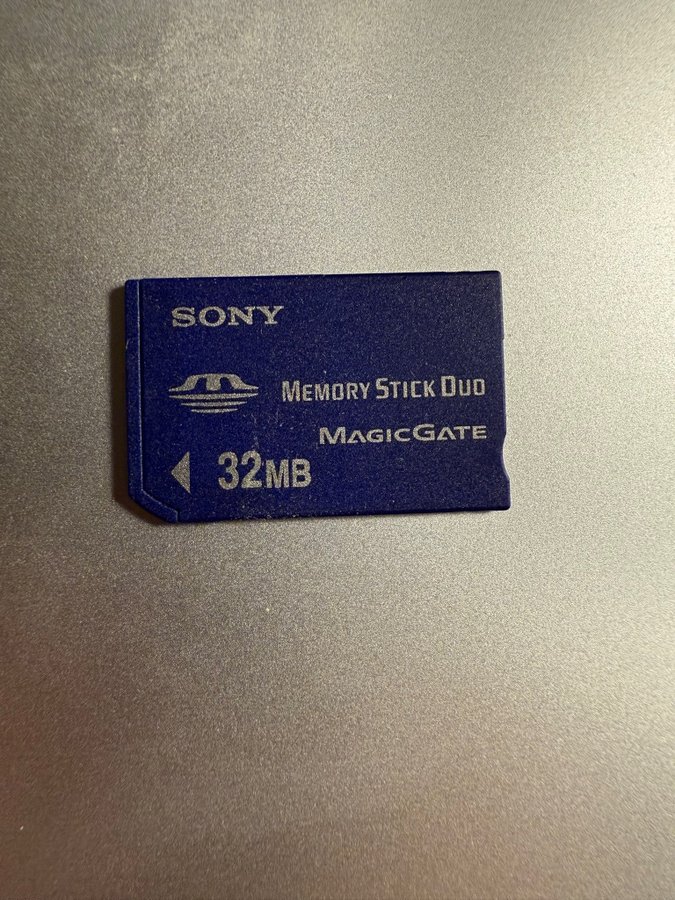 SONY
MEMORY STICK DUO
MAGICGATE
32MB